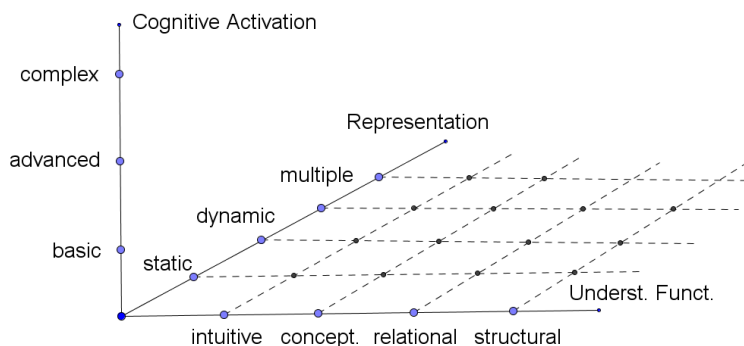 Cognitive Activation
complex
Representation
advanced
multiple
dynamic
basic
static
Underst. Funct.
intuitive concept. relational structural